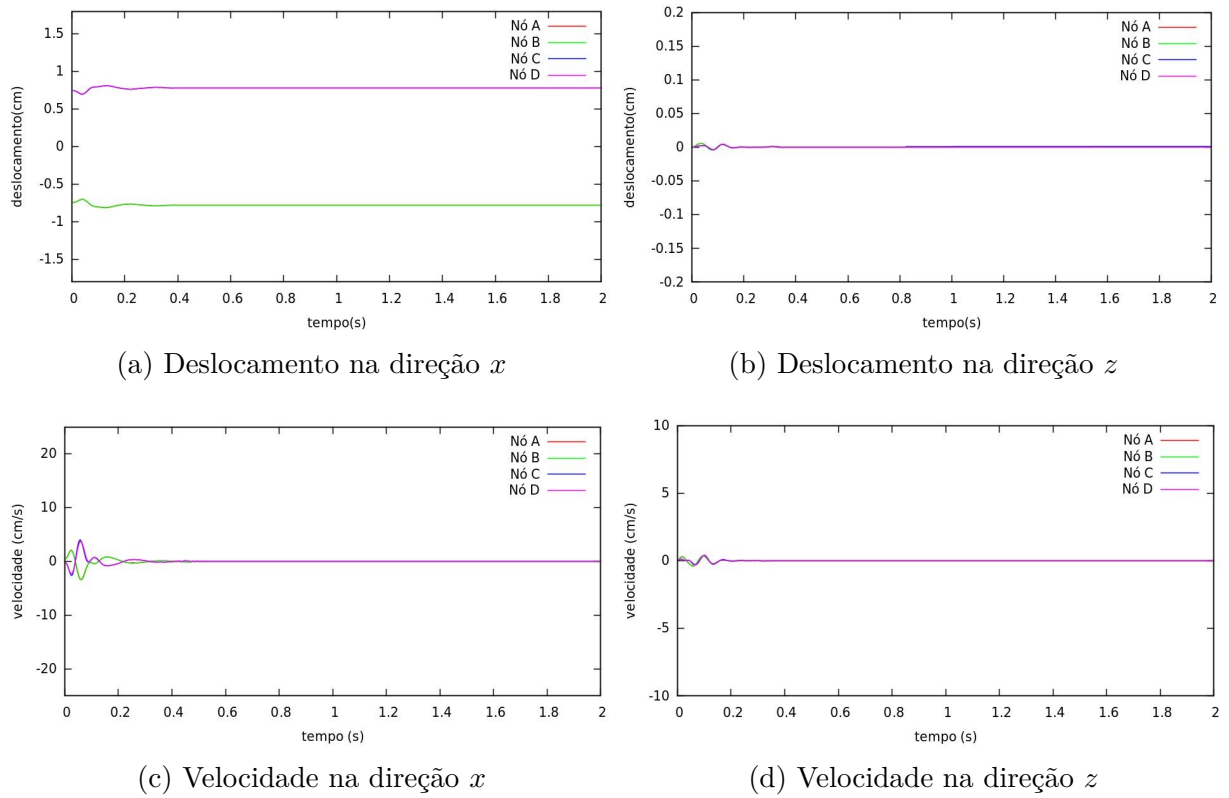 1.5
1
0.5
0
-0.5
-1
-1.5
deslocamento(cm)
Nó A
Nó B
Nó C
Nó D
0 0.2 0.4 0.6 0.8 1 1.2 1.4 1.6 1.8 2
tempo(s)
(a) Deslocamento na direção x
0.2
0.15
0.1
0.05
0
-0.05
-0.1
-0.15
-0.2
deslocamento(cm)
Nó A
Nó B
Nó C
Nó D
0 0.2 0.4 0.6 0.8 1 1.2 1.4 1.6 1.8 2
tempo(s)
(b) Deslocamento na direção z
20
10
0
-10
-20
velocidade (cm/s)
Nó A
Nó B
Nó C
Nó D
0 0.2 0.4 0.6 0.8 1 1.2 1.4 1.6 1.8 2
tempo (s)
(c) Velocidade na direção x
10
5
0
-5
-10
velocidade (cm/s)
Nó A
Nó B
Nó C
Nó D
0 0.2 0.4 0.6 0.8 1 1.2 1.4 1.6 1.8 2
tempo (s)
(d) Velocidade na direção z